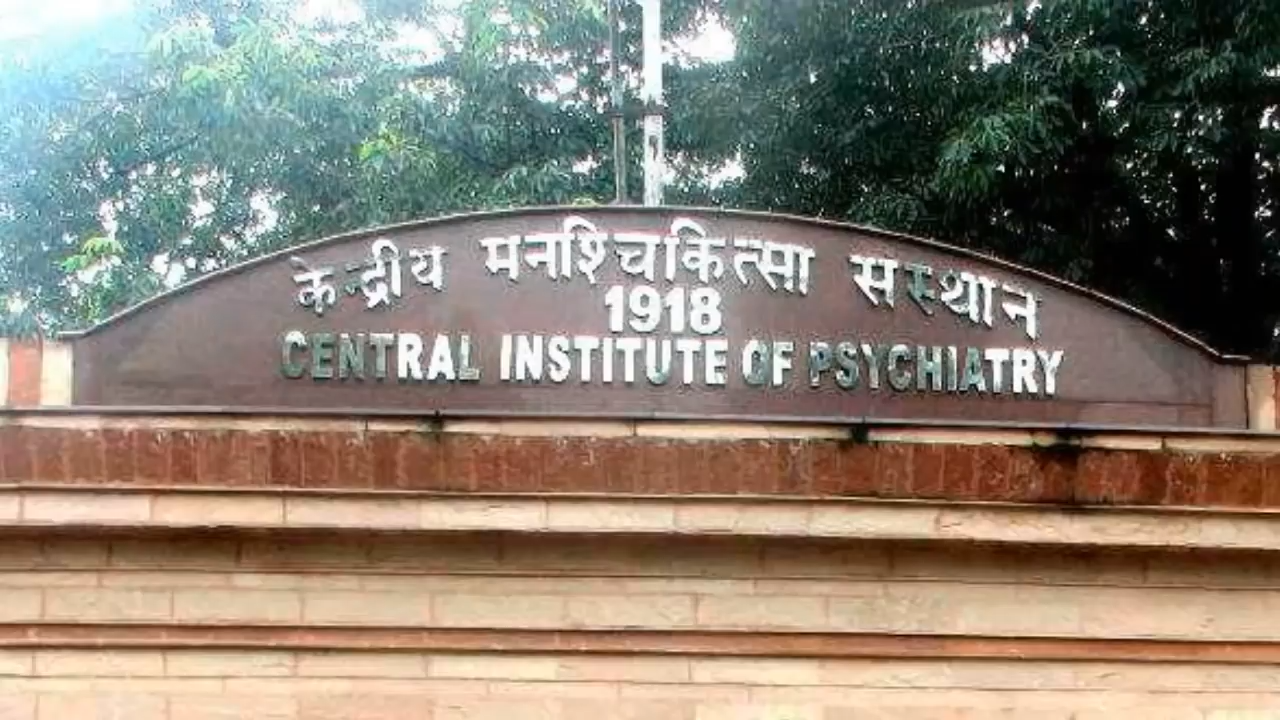 केन्द्रीय मनश्चिकित्सा संस्थान
1918
CENTRAL INSTITUTE OF PSYCHIATRY